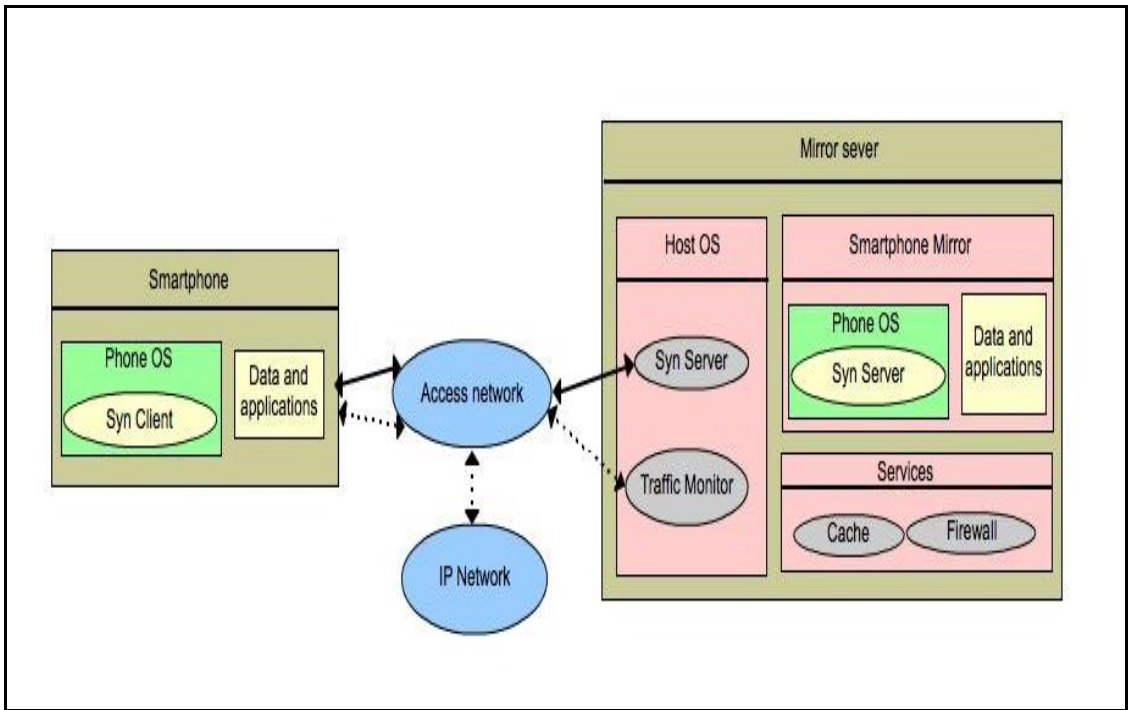 Mirror sever
Host OS
Smartphone Mirror
Smartphone
Phone OS
Data and
applications
Phone OS
Syn Server
Syn Server
Data and
applications
Access network
Syn Client
Traffic Monitor
Services
Cache
Firewall
IP Network